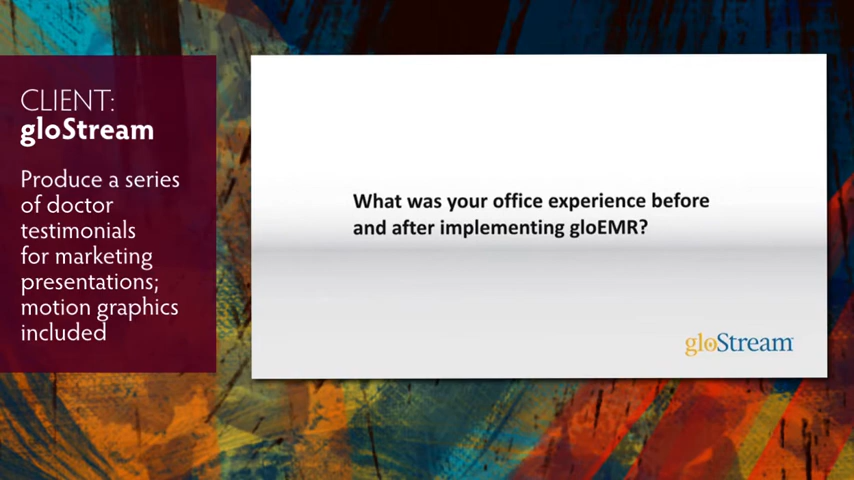 CLIENT:
gloStream
Produce a series
of doctor
testimonials
for marketing
presentations;
motion graphics
included
What was your office experience before
and after implementing gloEMR?
gloStream